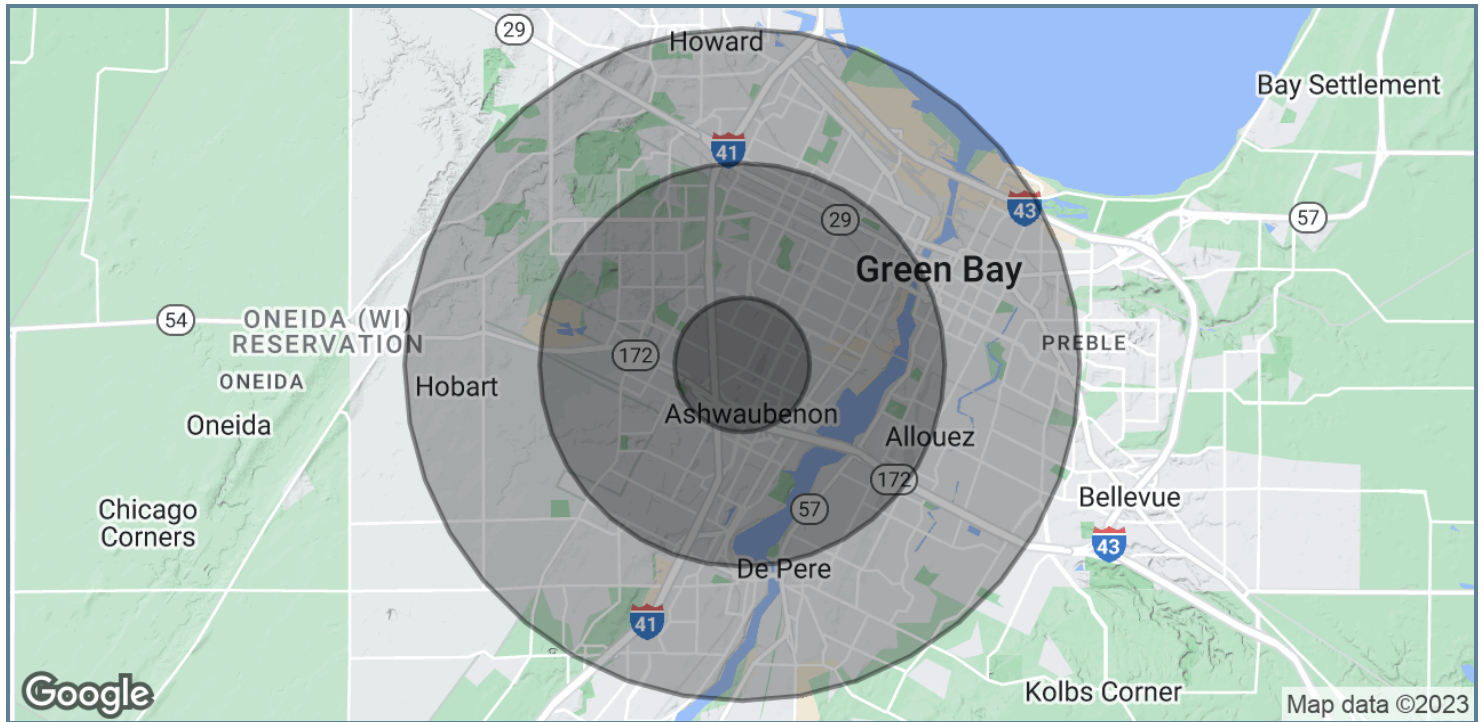 29
Howard
Bay Settlement
41
43
29
57
Green Bay
54
ONEIDA (WI)
RESERVATION
172
PREBLE
ONEIDA
Hobart
Ashwaubenon
Oneida
Allouez
172
Bellevue
Chicago
Corners
57
43
De Pere
41
Kolbs Corner
Google
Map data ©2023